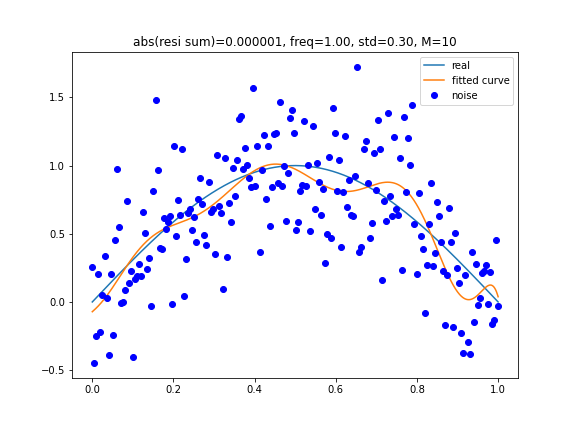 abs(resi sum)=0.000001, freq=1.00, std=0.30, M=10
real
fitted curve
noise
1.5
1.0
0.5
0.0
−0.5
0.0 0.2 0.4 0.6 0.8 1.0